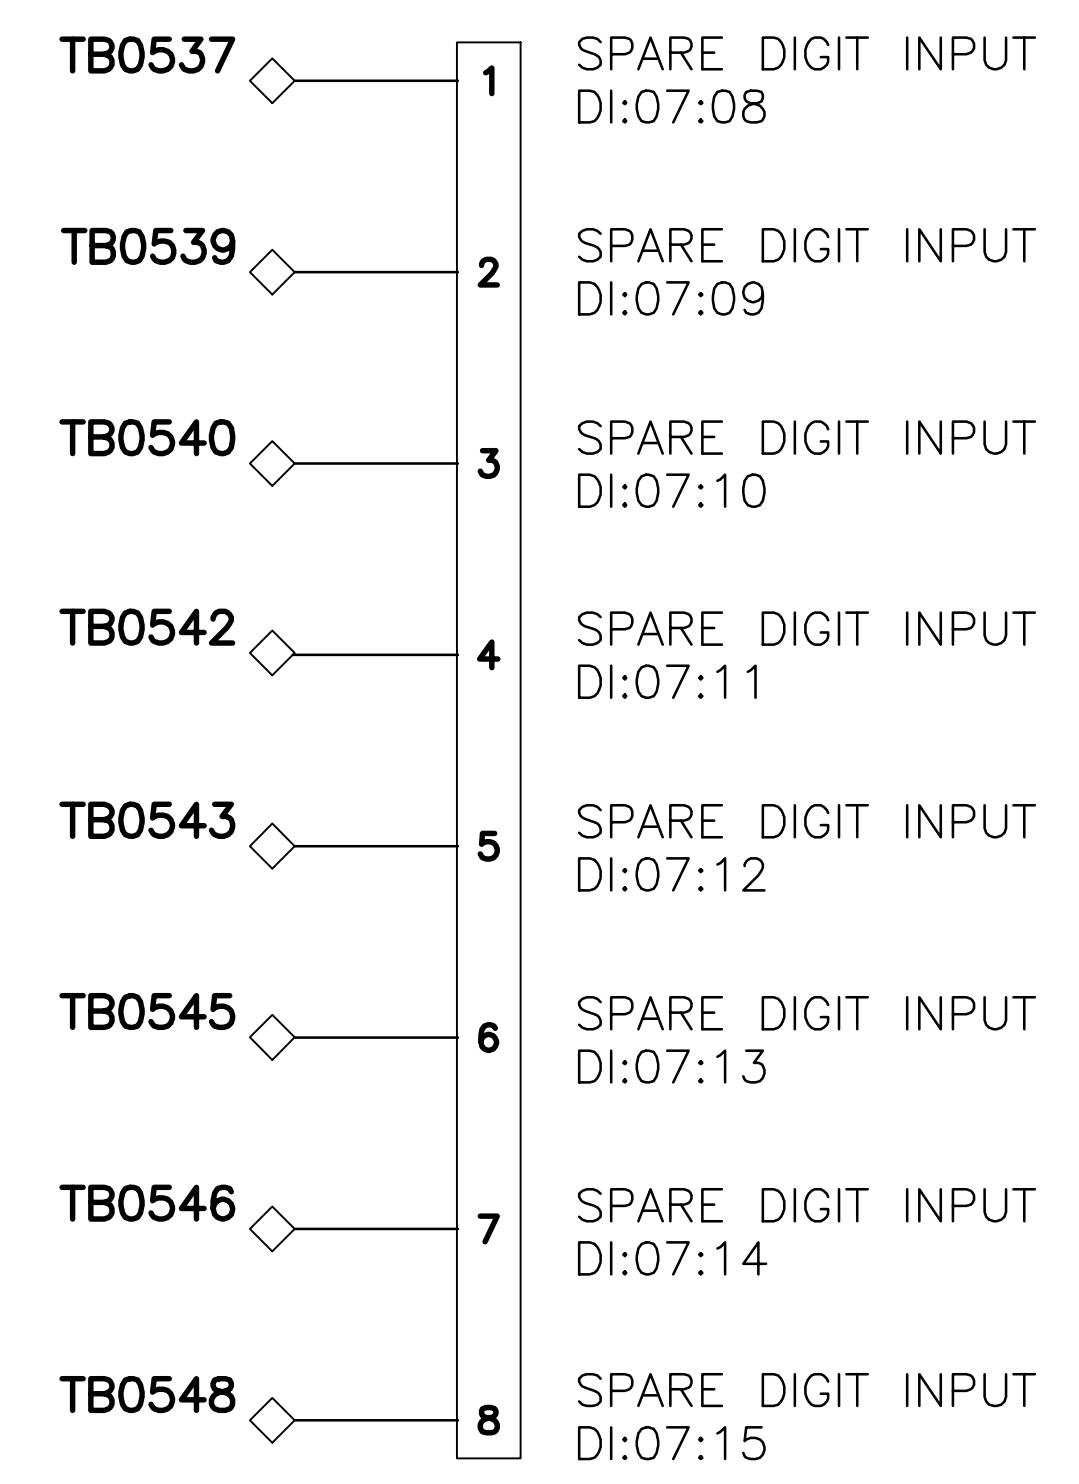 TB0537
1
SPARE DIGIT INPUT
DI:07:08
TB0539
2
SPARE DIGIT INPUT
DI:07:09
TB0540
3
SPARE DIGIT INPUT
DI:07:10
TB0542
4
SPARE DIGIT INPUT
DI:07:11
TB0543
5
SPARE DIGIT INPUT
DI:07:12
TB0545
6
SPARE DIGIT INPUT
DI:07:13
TB0546
7
SPARE DIGIT INPUT
DI:07:14
TB0548
8
SPARE DIGIT INPUT
DI:07:15